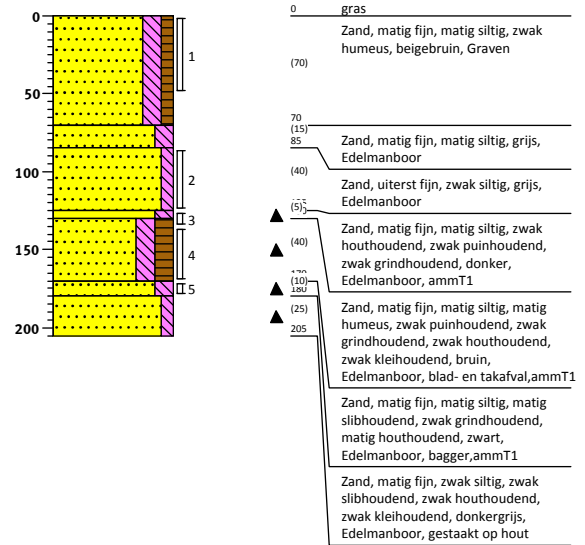 0
50
100
150
200
1
2
3
4
5
0
gras
Zand, matig fijn, matig siltig, zwak
humeus, beigebruin, Graven
(70)
70
(15)
85
Zand, matig fijn, matig siltig, grijs,
Edelmanboor
(40)
Zand, uiterst fijn, zwak siltig, grijs,
Edelmanboor
(5)
Zand, matig fijn, matig siltig, zwak
houthoudend, zwak puinhoudend,
zwak grindhoudend, donker,
Edelmanboor, ammT1
(40)
170
(10)
180
Zand, matig fijn, matig siltig, matig
humeus, zwak puinhoudend, zwak
grindhoudend, zwak houthoudend,
zwak kleihoudend, bruin,
Edelmanboor, blad- en takafval,ammT1
(25)
205
Zand, matig fijn, matig siltig, matig
slibhoudend, zwak grindhoudend,
matig houthoudend, zwart,
Edelmanboor, bagger,ammT1
Zand, matig fijn, zwak siltig, zwak
slibhoudend, zwak houthoudend,
zwak kleihoudend, donkergrijs,
Edelmanboor, gestaakt op hout